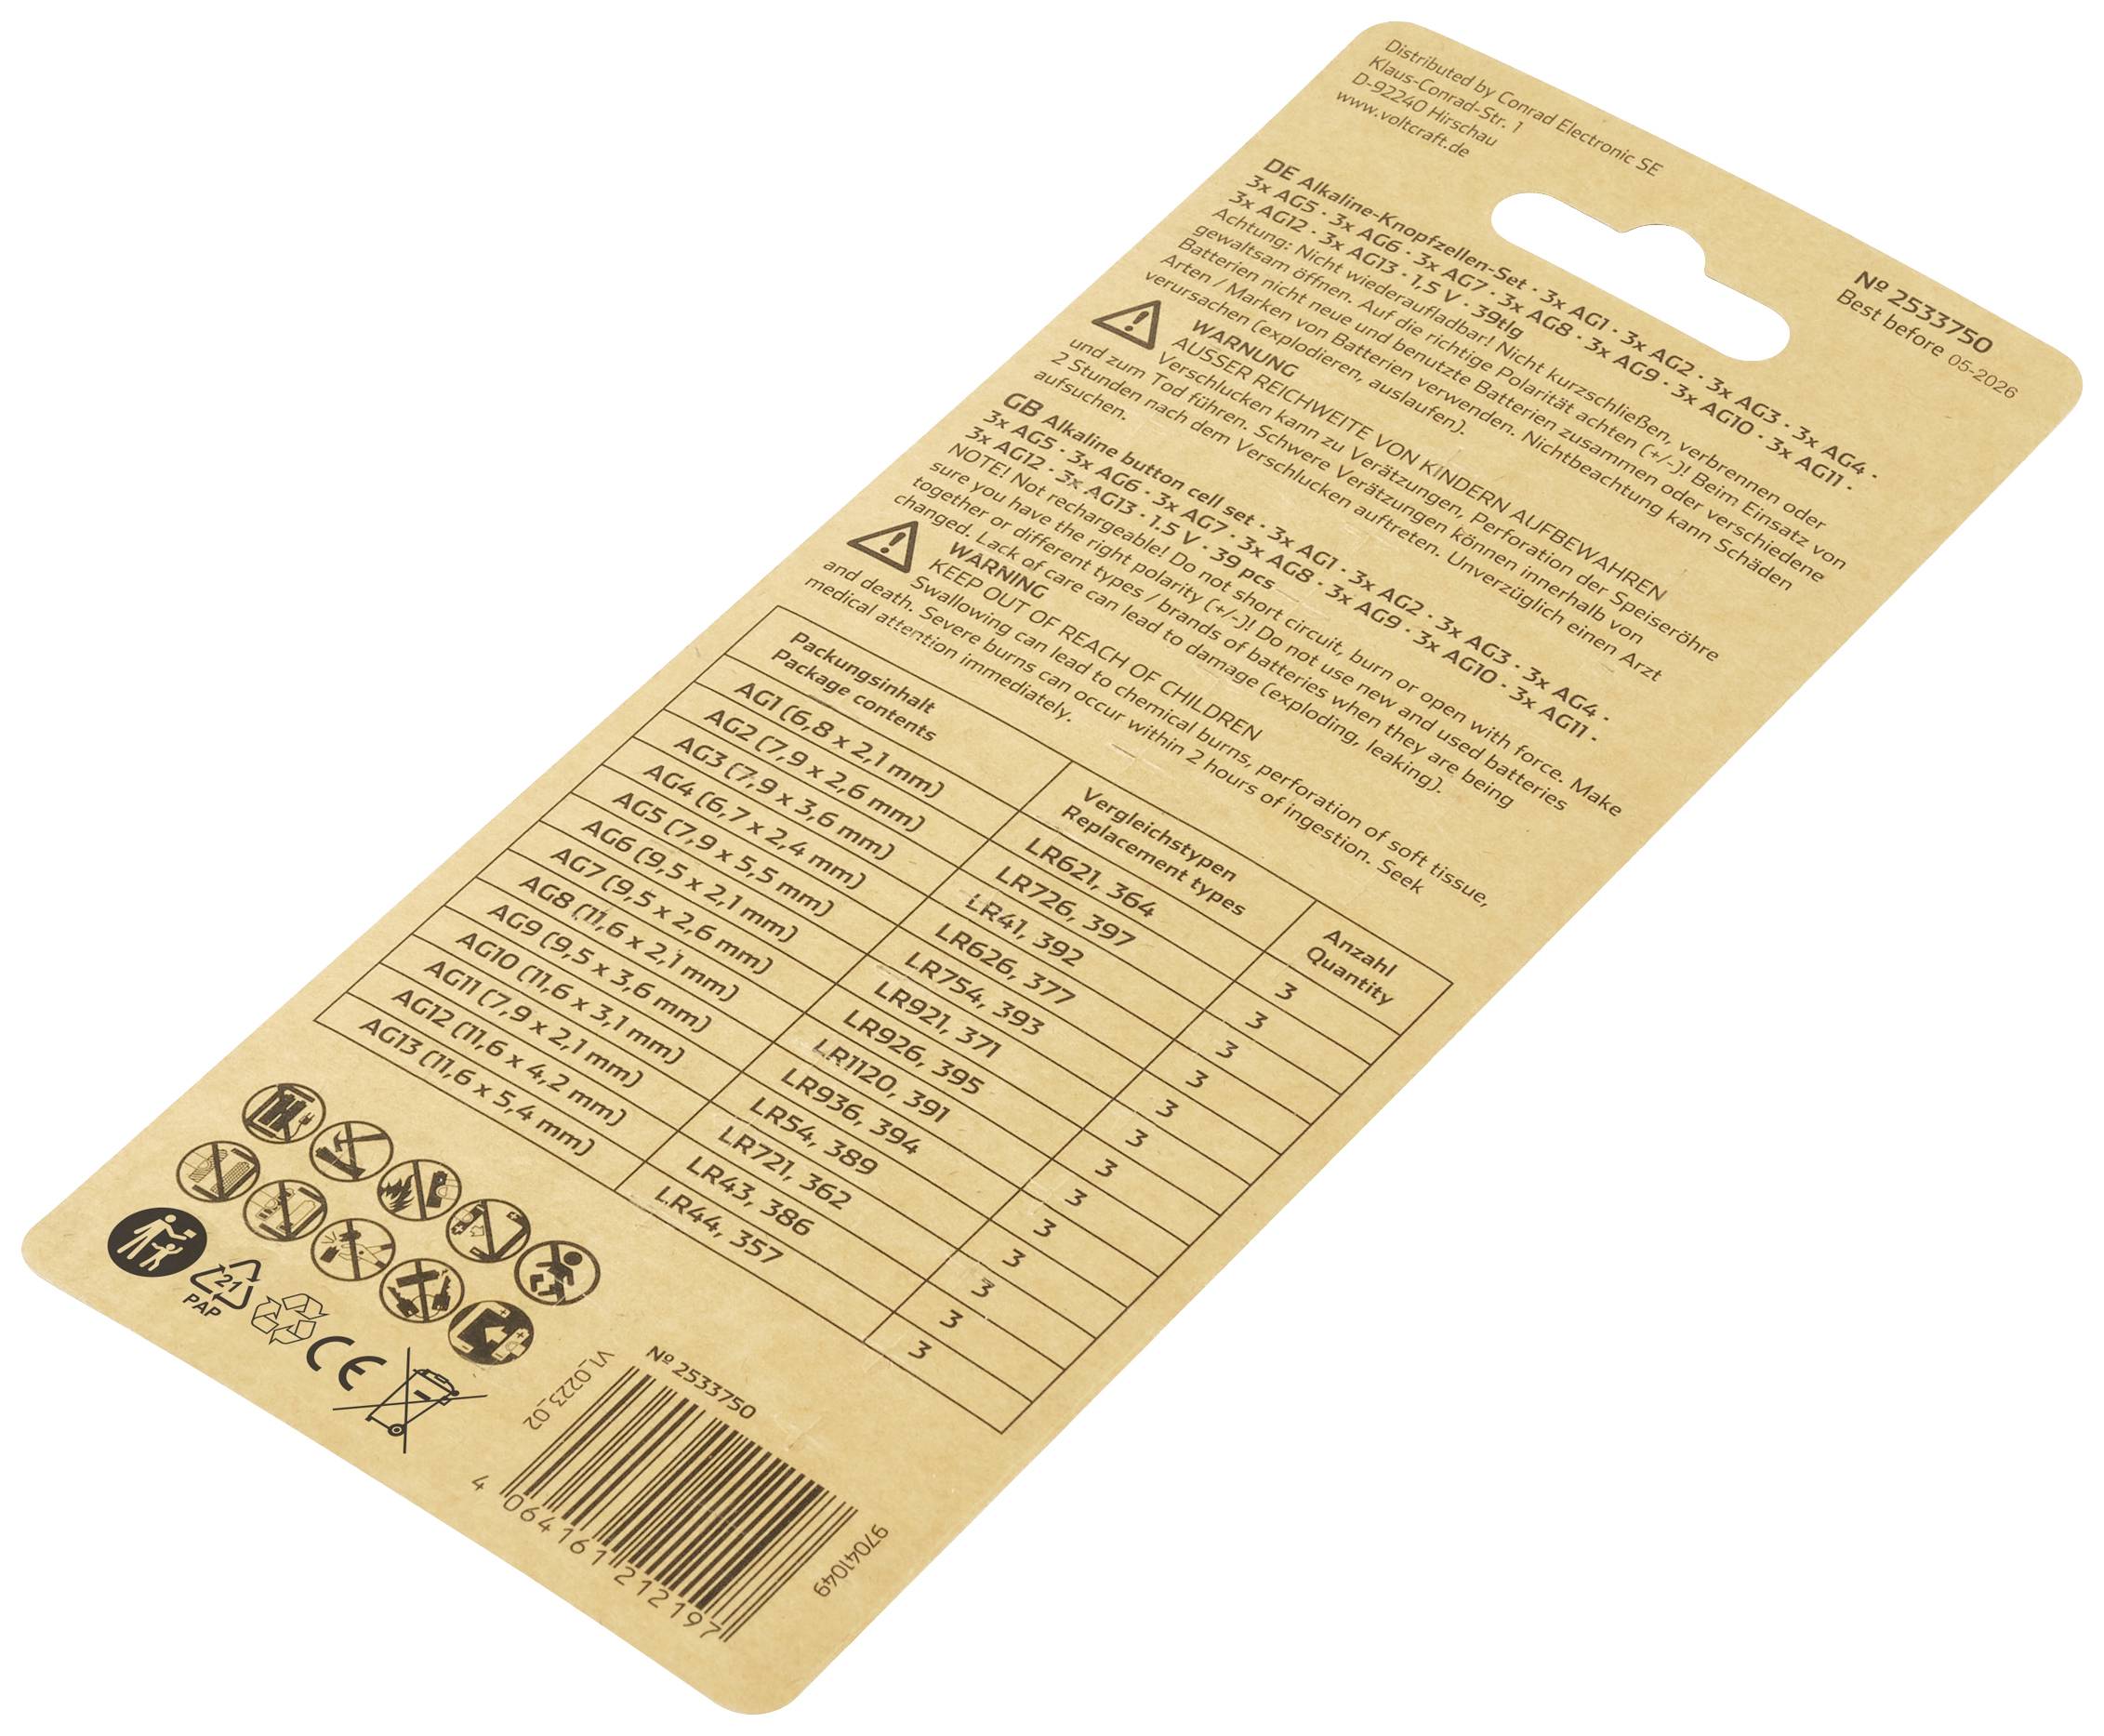 Distributed by Conrad Electronic SE
Klaus-Conrad-Str. 1
D-92240 Hirschau
www.voltcraft.de
Nº 2533750
Best before 05-2026
DE Alkaline-Knopfzellen-Set · 3x AG1 · 3x AG2 · 3x AG3 · 3x AG4 ·
3x AG5 · 3x AG6 · 3x AG7 · 3x AG8 · 3x AG9 · 3x AG10 · 3x AG11 ·
3x AG12 · 3x AG13 · 1,5 V · 39tlg
Achtung: Nicht wiederaufladbar! Nicht kurzschließen, verbrennen oder
gewaltsam öffnen. Auf die richtige Polarität achten (+/-)! Beim Einsatz von
Batterien nicht neue und benutzte Batterien zusammen oder verschiedene
Arten / Marken von Batterien verwenden. Nichtbeachtung kann Schäden
verursachen (explodieren, auslaufen).
WARNUNG
AUSSER REICHWEITE VON KINDERN AUFBEWAHREN
Verschlucken kann zu Verätzungen, Perforation der Speiseröhre
und zum Tod führen. Schwere Verätzungen können innerhalb von
2 Stunden nach dem Verschlucken auftreten. Unverzüglich einen Arzt
aufsuchen.
GB Alkaline button cell set · 3x AG1 · 3x AG2 · 3x AG3 · 3x AG4 ·
3x AG5 · 3x AG6 · 3x AG7 · 3x AG8 · 3x AG9 · 3x AG10 · 3x AG11 ·
3x AG12 · 3x AG13 · 1.5 V · 39 pcs
NOTE! Not rechargeable! Do not short circuit, burn or open with force. Make
sure you have the right polarity (+/-)! Do not use new and used batteries
together or different types / brands of batteries when they are being
changed. Lack of care can lead to damage (exploding, leaking).
WARNING
KEEP OUT OF REACH OF CHILDREN
Swallowing can lead to chemical burns, perforation of soft tissue,
and death. Severe burns can occur within 2 hours of ingestion. Seek
medical attention immediately.
Packungsinhalt Vergleichstypen Anzahl
Package contents Replacement types Quantity
AG1 (6,8 x 2,1 mm) LR621, 364 3
AG2 (7,9 x 2,6 mm) LR726, 397 3
AG3 (7,9 x 3,6 mm) LR41, 392 3
AG4 (6,7 x 2,4 mm) LR626, 377 3
AG5 (7,9 x 5,5 mm) LR754, 393 3
AG6 (9,5 x 2,1 mm) LR921, 371 3
AG7 (9,5 x 2,6 mm) LR926, 395 3
AG8 (11,6 x 2,1 mm) LR1120, 391 3
AG9 (9,5 x 3,6 mm) LR936, 394 3
AG10 (11,6 x 3,1 mm) LR54, 389 3
AG11 (7,9 x 2,1 mm) LR721, 362 3
AG12 (11,6 x 4,2 mm) LR43, 386 3
AG13 (11,6 x 5,4 mm) LR44, 357 3
21
PAP
CE
V1_0223_02
Nº 2533750
4 064161 212197
97041049